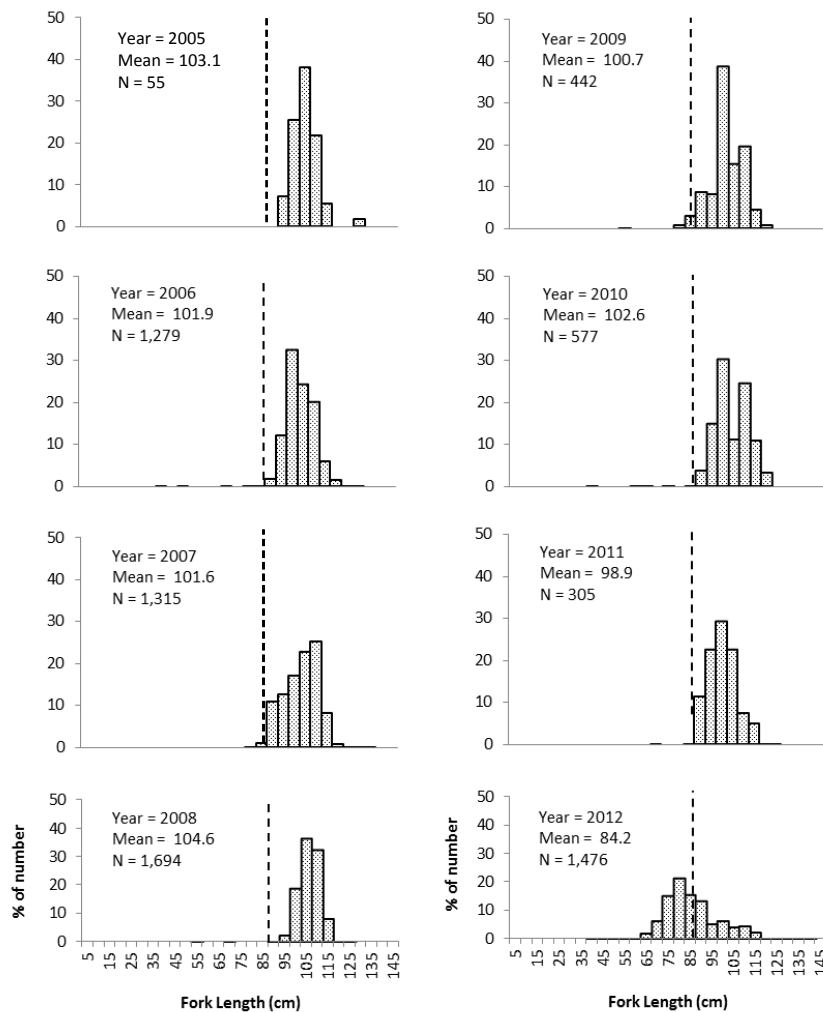 50
40
30
20
10
0
Year = 2005
Mean = 103.1
N = 55
50
40
30
20
10
0
Year = 2009
Mean = 100.7
N = 442
50
40
30
20
10
0
Year = 2006
Mean = 101.9
N = 1,279
50
40
30
20
10
0
Year = 2010
Mean = 102.6
N = 577
50
40
30
20
10
0
Year = 2007
Mean = 101.6
N = 1,315
50
40
30
20
10
0
Year = 2011
Mean = 98.9
N = 305
% of number
50
40
30
20
10
0
Year = 2008
Mean = 104.6
N = 1,694
5 15 25 35 45 55 65 75 85 95 105 115 125 135 145
Fork Length (cm)
% of number
50
40
30
20
10
0
Year = 2012
Mean = 84.2
N = 1,476
5 15 25 35 45 55 65 75 85 95 105 115 125 135 145
Fork Length (cm)